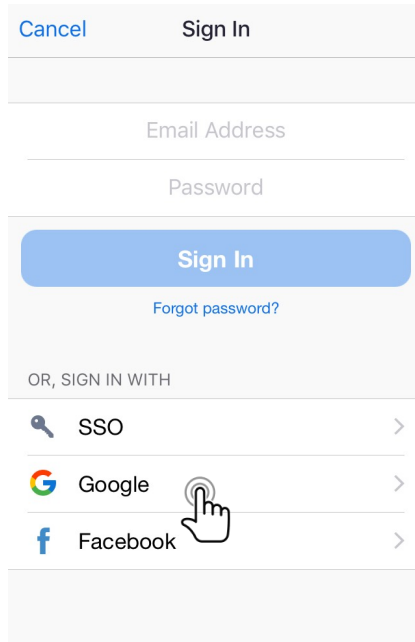 Cancel Sign In
Email Address
Password
Sign In
Forgot password?
OR, SIGN IN WITH
SSO
Google
Facebook